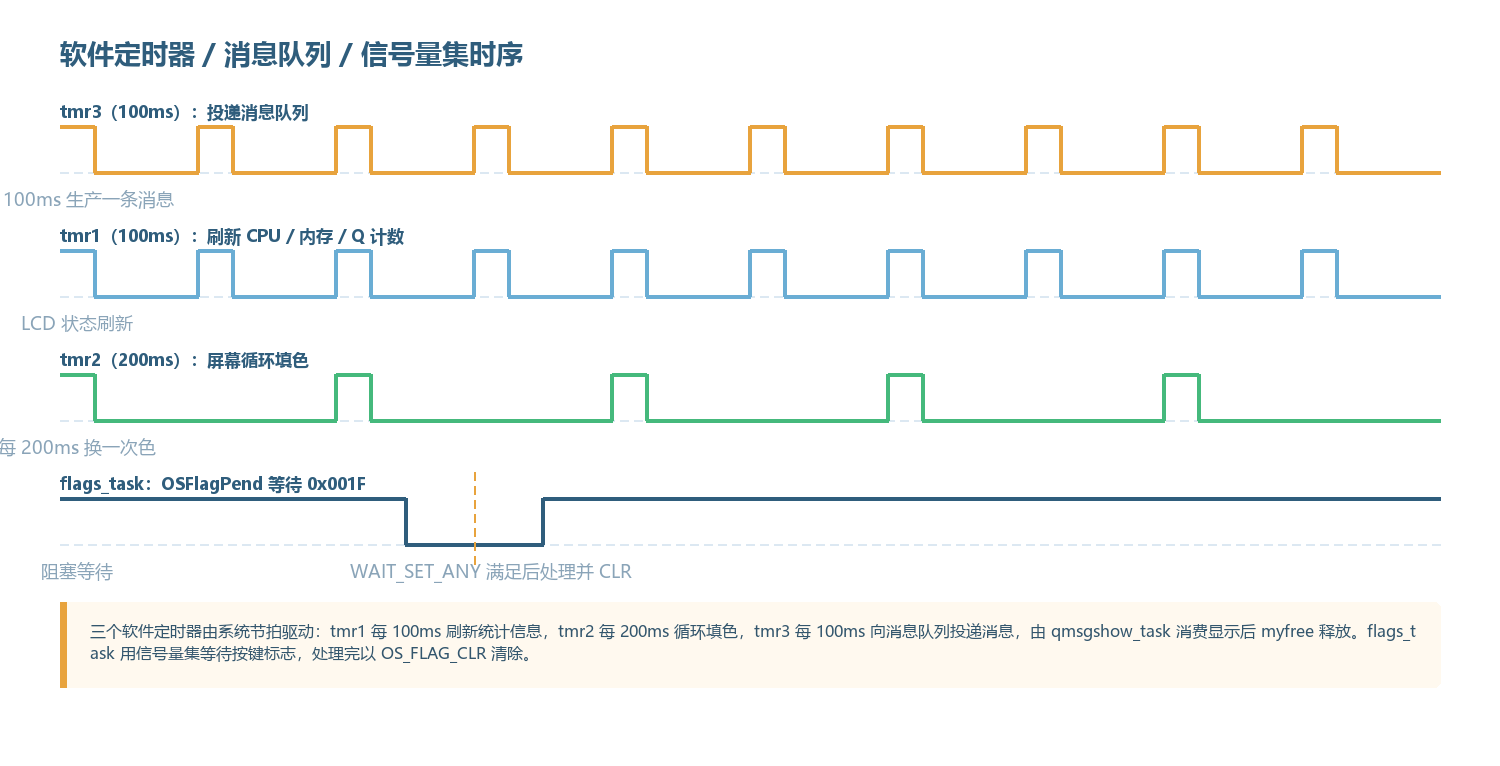 软件定时器 / 消息队列 / 信号量集时序
tmr3（100ms）：投递消息队列
100ms 生产一条消息
tmr1（100ms）：刷新 CPU / 内存 / Q 计数
LCD 状态刷新
tmr2（200ms）：屏幕循环填色
每 200ms 换一次色
flags_task：OSFlagPend 等待 0x001F
阻塞等待
WAIT_SET_ANY 满足后处理并 CLR
三个软件定时器由系统节拍驱动：tmr1 每 100ms 刷新统计信息，tmr2 每 200ms 循环填色，tmr3 每 100ms 向消息队列投递消息，由 qmsgshow_task 消费显示后 myfree 释放。flags_t
ask 用信号量集等待按键标志，处理完以 OS_FLAG_CLR 清除。